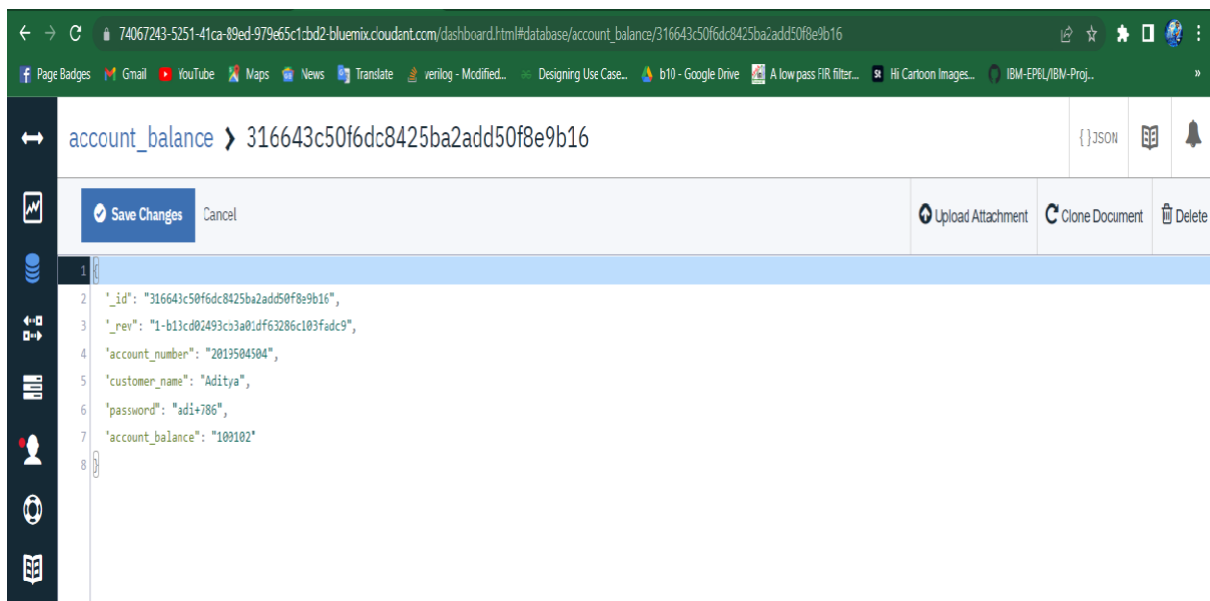 74067243-5251-41ca-89ed-979e65c1cbd2-bluemix.cloudant.com/dashboard.html#database/account_balance/316643c50f6dc8425ba2add50f8e9b16
Page Badges Gmail YouTube Maps News Translate verilog - Modified... Designing Use Case... b10 - Google Drive A low pass FIR filter... St Hi Cartoon Images... IBM-EPBL/IBM-Proj... »
account_balance ❯ 316643c50f6dc8425ba2add50f8e9b16 { }JSON
Save Changes Cancel Upload Attachment Clone Document Delete
1 {
2 "_id": "316643c50f6dc8425ba2add50f8e9b16",
3 "_rev": "1-b13cd02493cb3a01df63286c103fadc9",
4 "account_number": "2013504504",
5 "customer_name": "Aditya",
6 "password": "adi+786",
7 "account_balance": "100102"
8 }